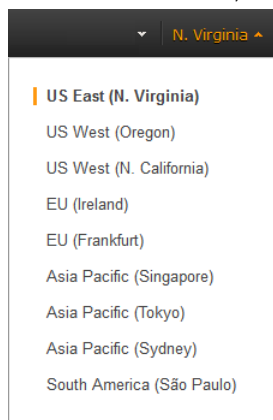 N. Virginia
US East (N. Virginia)
US West (Oregon)
US West (N. California)
EU (Ireland)
EU (Frankfurt)
Asia Pacific (Singapore)
Asia Pacific (Tokyo)
Asia Pacific (Sydney)
South America (São Paulo)